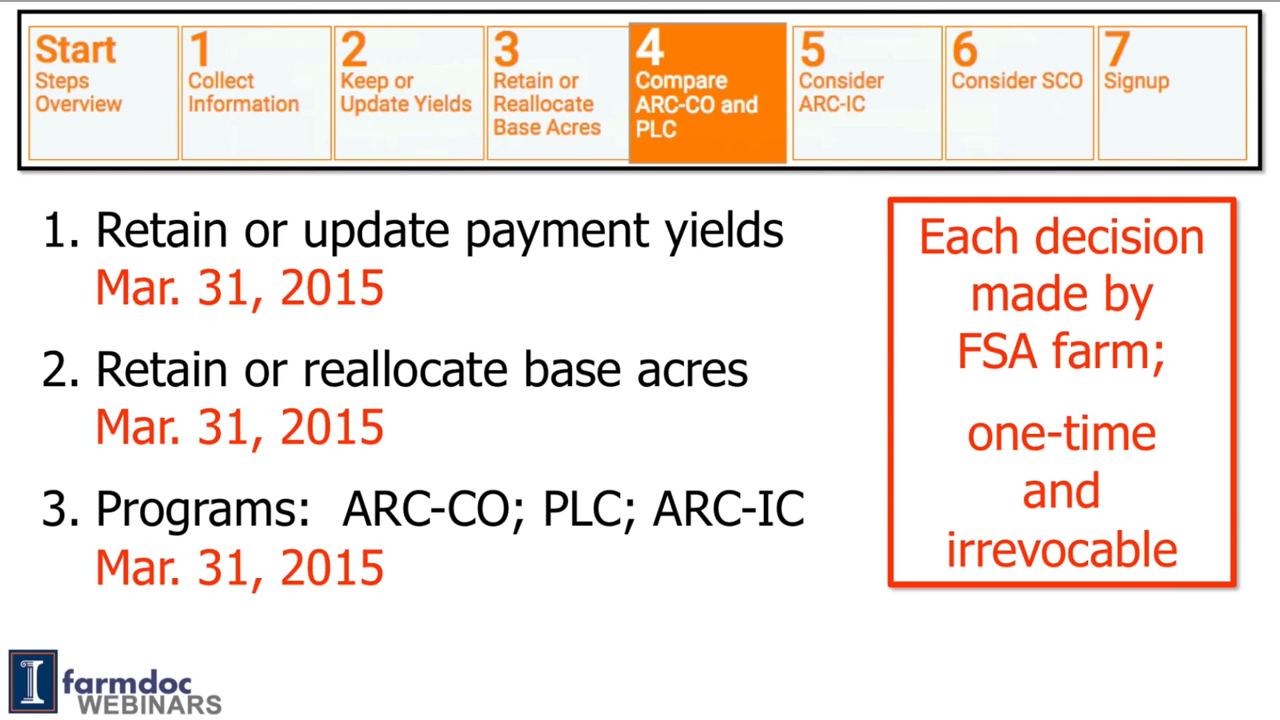 Start
Steps
Overview
1
Collect
Information
2
Keep or
Update Yields
3
Retain or
Reallocate
Base Acres
4
Compare
ARC-CO and
PLC
5
Consider
ARC-IC
6
Consider SCO
7
Signup
1. Retain or update payment yields
Mar. 31, 2015
2. Retain or reallocate base acres
Mar. 31, 2015
3. Programs: ARC-CO; PLC; ARC-IC
Mar. 31, 2015
Each decision
made by
FSA farm;
one-time
and
irrevocable
I
farmdoc
WEBINARS